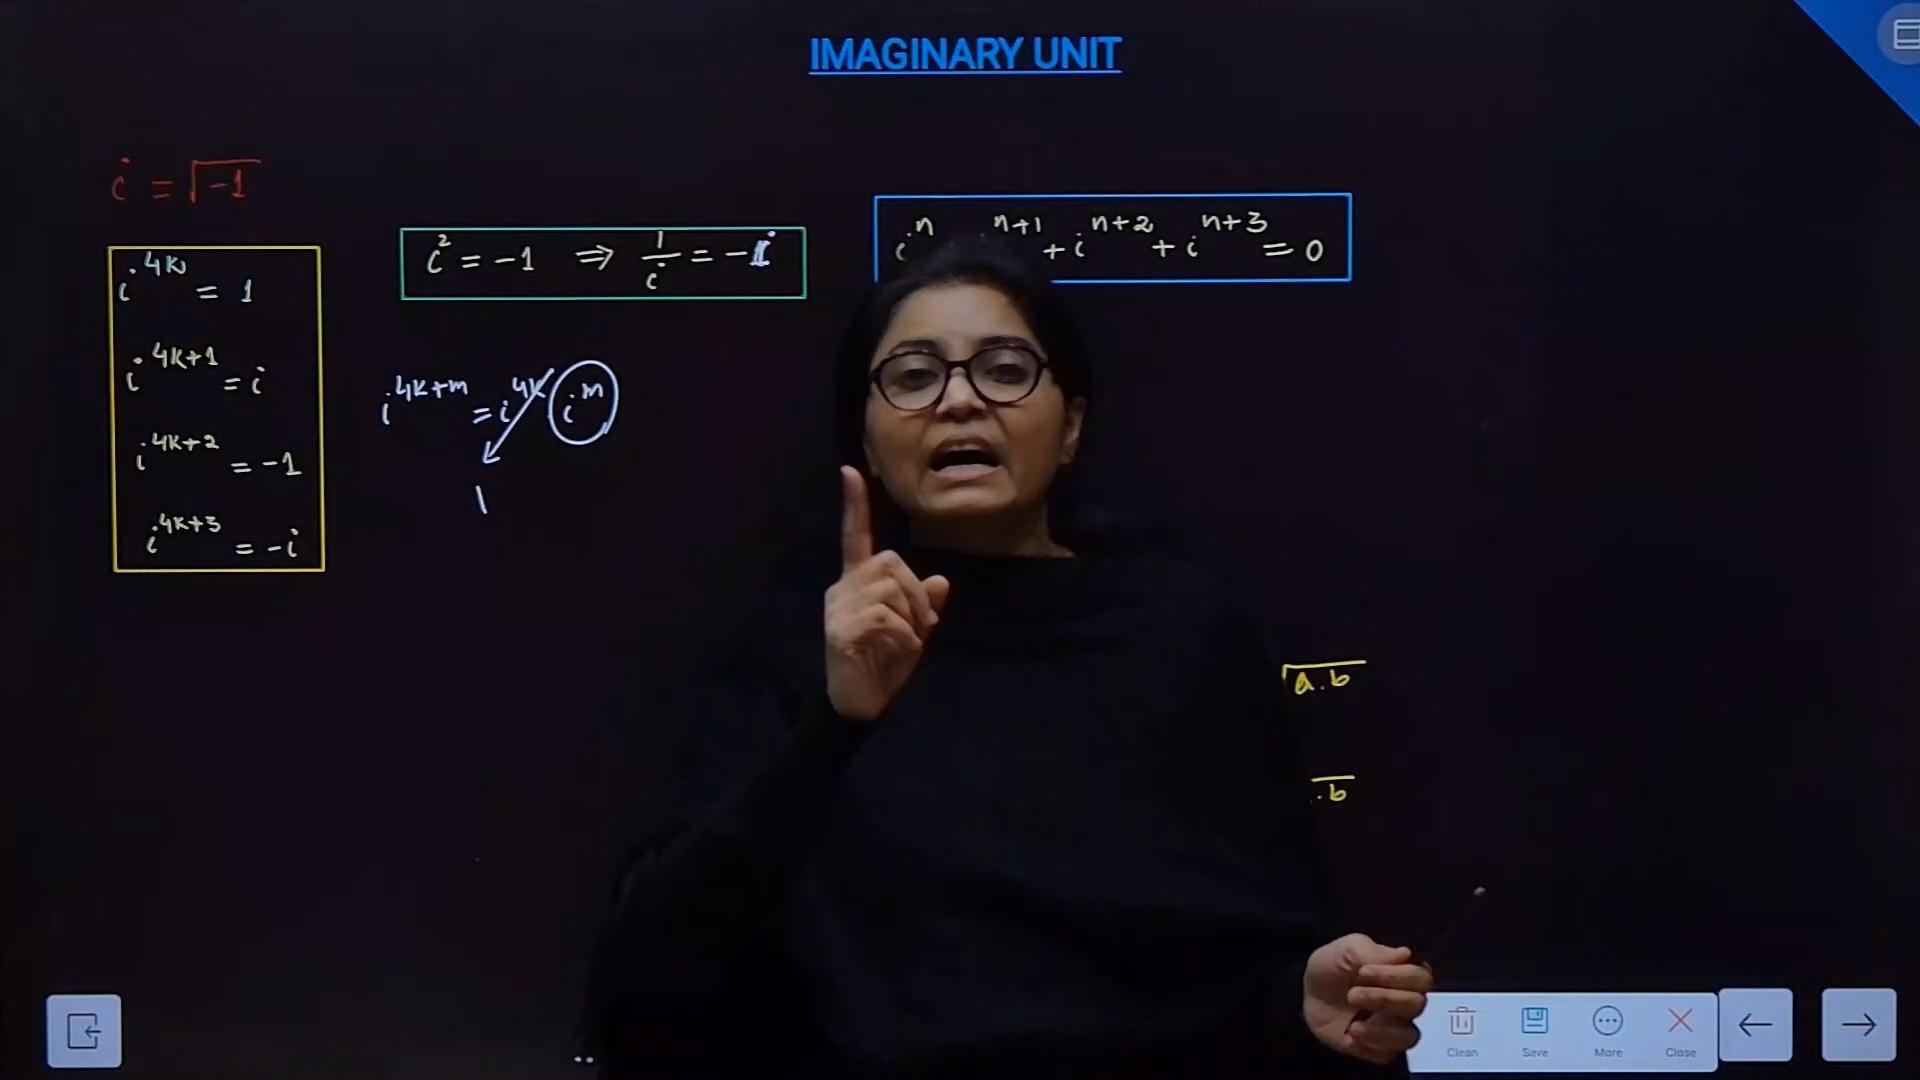 IMAGINARY UNIT
i = √-1
i^4k = 1
i^4k+1 = i
i^4k+2 = -1
i^4k+3 = -i
i^2 = -1 ⇒ 1/i = -i
i^n i^n+1 + i^n+2 + i^n+3 = 0
i^4k+m = i^4k i^m
1
√a.b
.b
Clean Save More Close